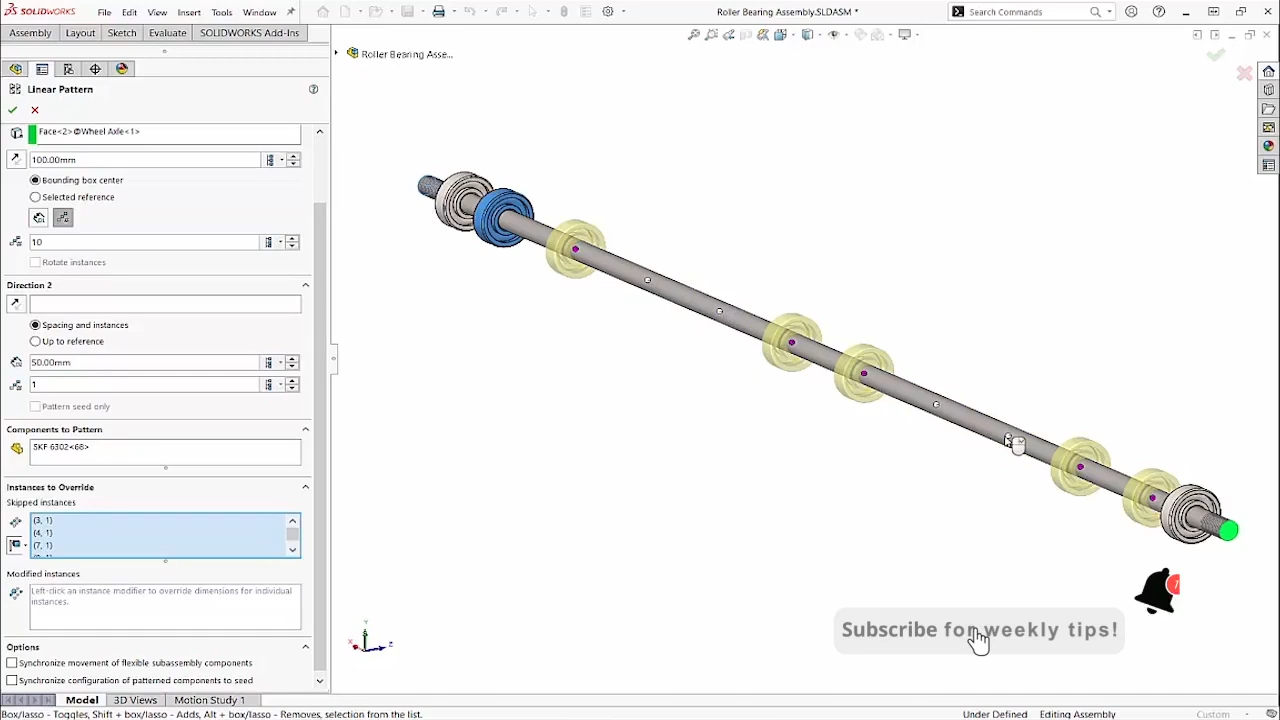 SOLIDWORKS
File
Edit
View
Insert
Tools
Window
Roller Bearing Assembly.SLDASM *
Search Commands
Assembly
Layout
Sketch
Evaluate
SOLIDWORKS Add-Ins
Roller Bearing Asse...
Linear Pattern
Face<2>@Wheel Axle<1>
100.00mm
Bounding box center
Selected reference
10
Rotate instances
Direction 2
Spacing and instances
Up to reference
50.00mm
1
Pattern seed only
Components to Pattern
SKF 6302<68>
Instances to Override
Skipped instances
(3, 1)
(4, 1)
(7, 1)
Modified instances
Left-click an instance modifier to override dimensions for individual
instances.
Options
Synchronize movement of flexible subassembly components
Synchronize configuration of patterned components to seed
Y
X
Z
Subscribe for weekly tips!
Model
3D Views
Motion Study 1
Box/lasso - Toggles, Shift + box/lasso - Adds, Alt + box/lasso - Removes, selection from the list.
Under Defined
Editing Assembly
Custom